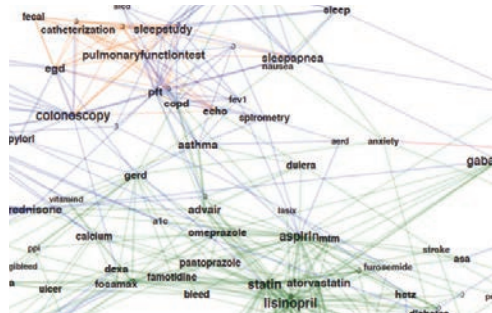 sleep
fecal
catheterization
sleepstudy
pulmonaryfunctiontest
sleepapnea
nausea
egd
pft
copd
fev1
echo
colonoscopy
spirometry
pylori
asthma
aerd
anxiety
gaba
dulera
gerd
vitamind
rednisone
advair
lasix
a1c
calcium
omeprazole
aspirin
mtm
stroke
ppi
asa
gibleed
dexa
pantoprazole
furosemide
famotidine
fosamax
statin
atorvastatin
ulcer
bleed
lisinopril
hctz
diabetes